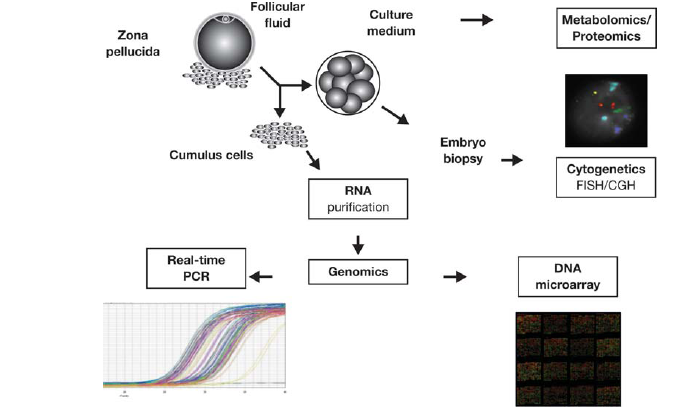 Follicular
fluid
Culture
medium
Metabolomics/
Proteomics
Zona
pellucida
Embryo
biopsy
Cumulus cells
Cytogenetics
FISH/CGH
RNA
purification
Real-time
PCR
Genomics
DNA
microarray